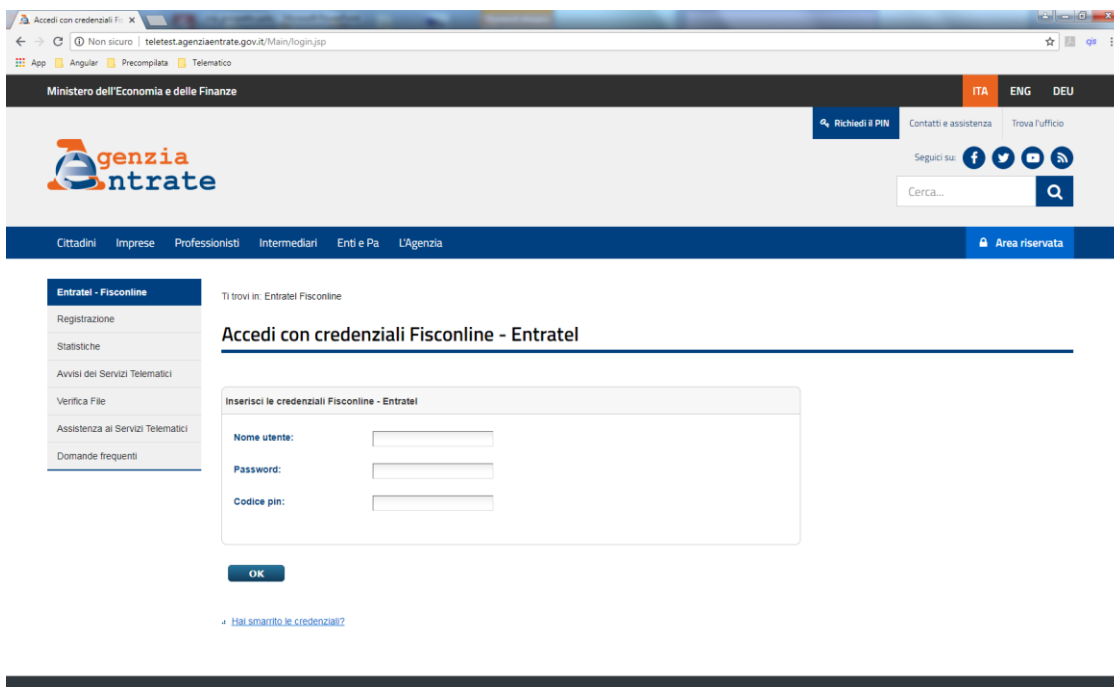 Accedi con credenziali Fi
Non sicuro | teletest.agenziaentrate.gov.it/Main/login.jsp
App Angular Precompilata Telematico
Ministero dell'Economia e delle Finanze
ITA ENG DEU
Richiedi il PIN Contatti e assistenza Trova l'ufficio
Seguici su:
Agenzia
Entrate
Cerca...
Cittadini Imprese Professionisti Intermediari Enti e Pa L'Agenzia Area riservata
Entratel - Fisconline
Registrazione
Statistiche
Avvisi dei Servizi Telematici
Verifica File
Assistenza ai Servizi Telematici
Domande frequenti
Ti trovi in: Entratel Fisconline
Accedi con credenziali Fisconline - Entratel
Inserisci le credenziali Fisconline - Entratel
Nome utente:
Password:
Codice pin:
OK
Hai smarrito le credenziali?